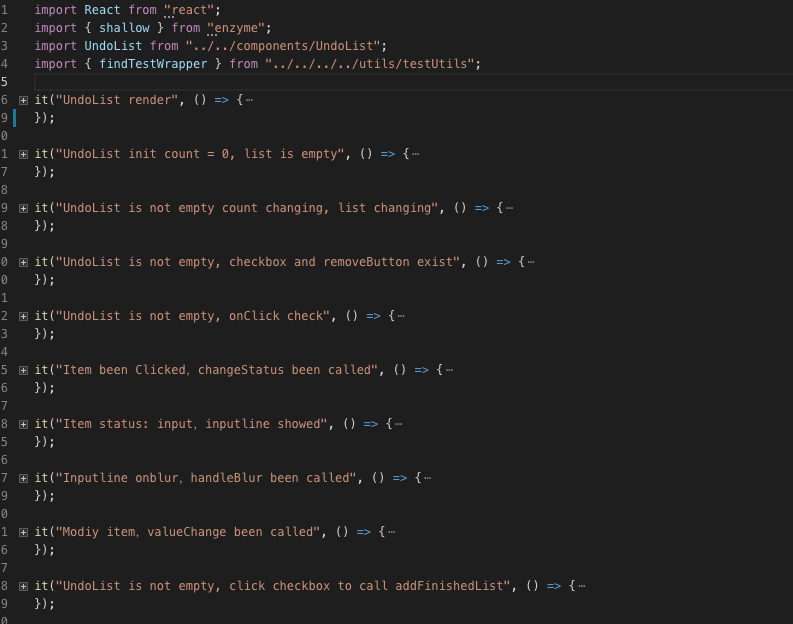 1 import React from "react";
2 import { shallow } from "enzyme";
3 import UndoList from "../../components/UndoList";
4 import { findTestWrapper } from "../../../../utils/testUtils";
5
6 it("UndoList render", () => {⋯
9 });
0
1 it("UndoList init count = 0, list is empty", () => {⋯
7 });
8
9 it("UndoList is not empty count changing, list changing", () => {⋯
8 });
9
0 it("UndoList is not empty, checkbox and removeButton exist", () => {⋯
0 });
1
2 it("UndoList is not empty, onClick check", () => {⋯
3 });
4
5 it("Item been Clicked, changeStatus been called", () => {⋯
6 });
7
8 it("Item status: input, inputline showed", () => {⋯
5 });
6
7 it("Inputline onblur, handleBlur been called", () => {⋯
9 });
0
1 it("Modiy item, valueChange been called", () => {⋯
6 });
7
8 it("UndoList is not empty, click checkbox to call addFinishedList", () => {⋯
9 });
0